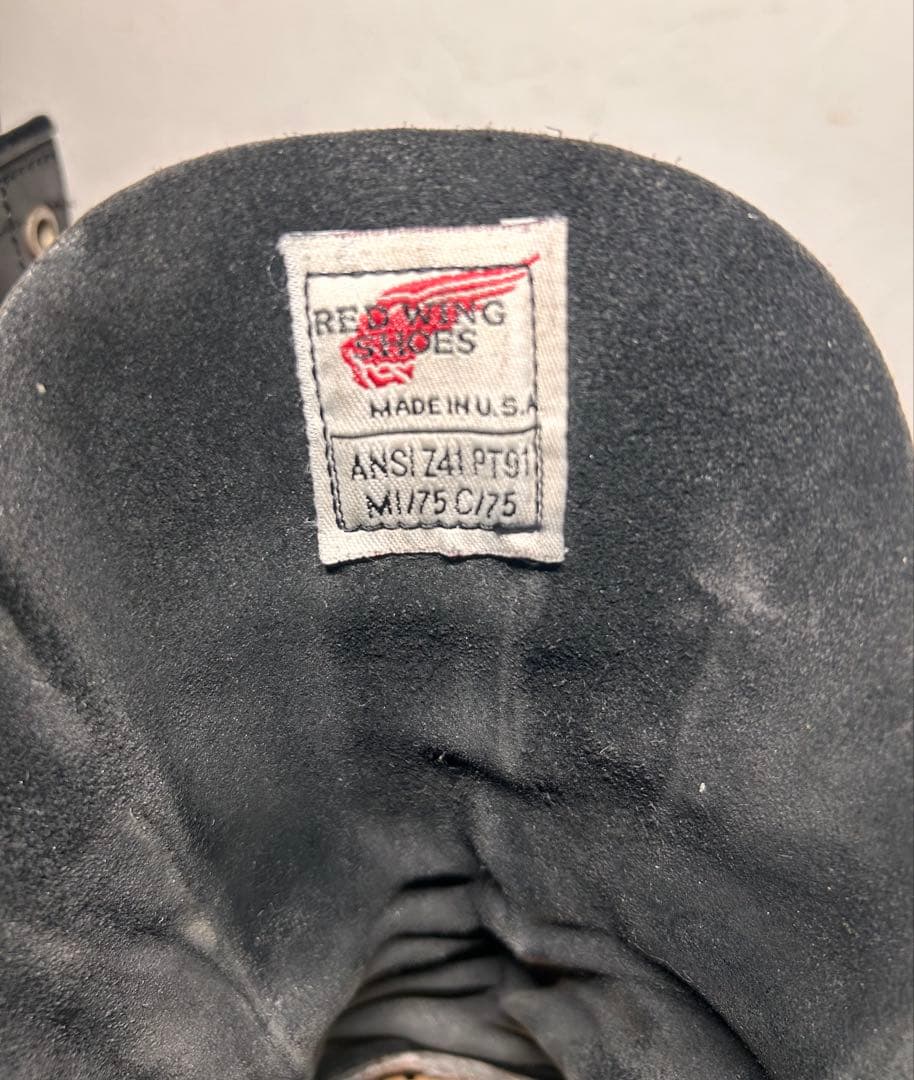 RED WING
SHOES
MADE IN U.S.A
ANSI Z41 PT91
MI/75 C/75